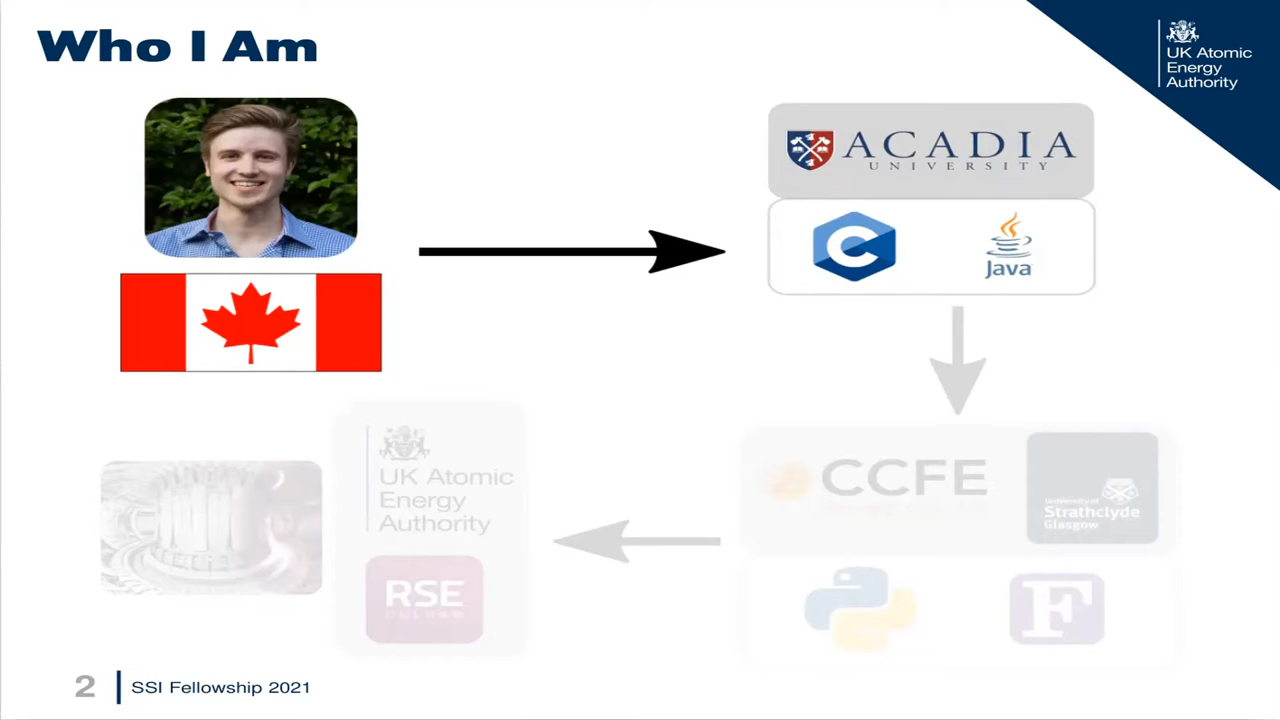 Who I Am
UK Atomic
Energy
Authority
ACADIA
UNIVERSITY
C
Java
CCFE
University of
Strathclyde
Glasgow
UK Atomic
Energy
Authority
RSE
CULHAM
F
2
SSI Fellowship 2021